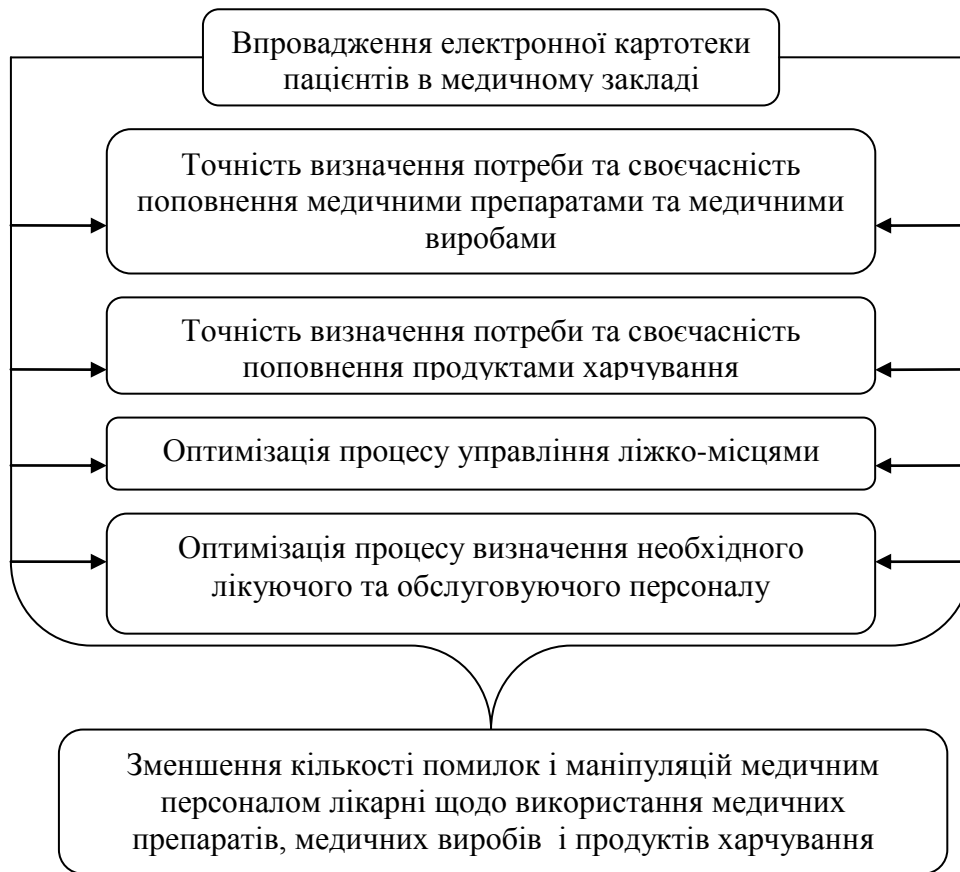 Впровадження електронної картотеки
пацієнтів в медичному закладі
Точність визначення потреби та своєчасність
поповнення медичними препаратами та медичними
виробами
Точність визначення потреби та своєчасність
поповнення продуктами харчування
Оптимізація процесу управління ліжко-місцями
Оптимізація процесу визначення необхідного
лікуючого та обслуговуючого персоналу
Зменшення кількості помилок і маніпуляцій медичним
персоналом лікарні щодо використання медичних
препаратів, медичних виробів  і продуктів харчування